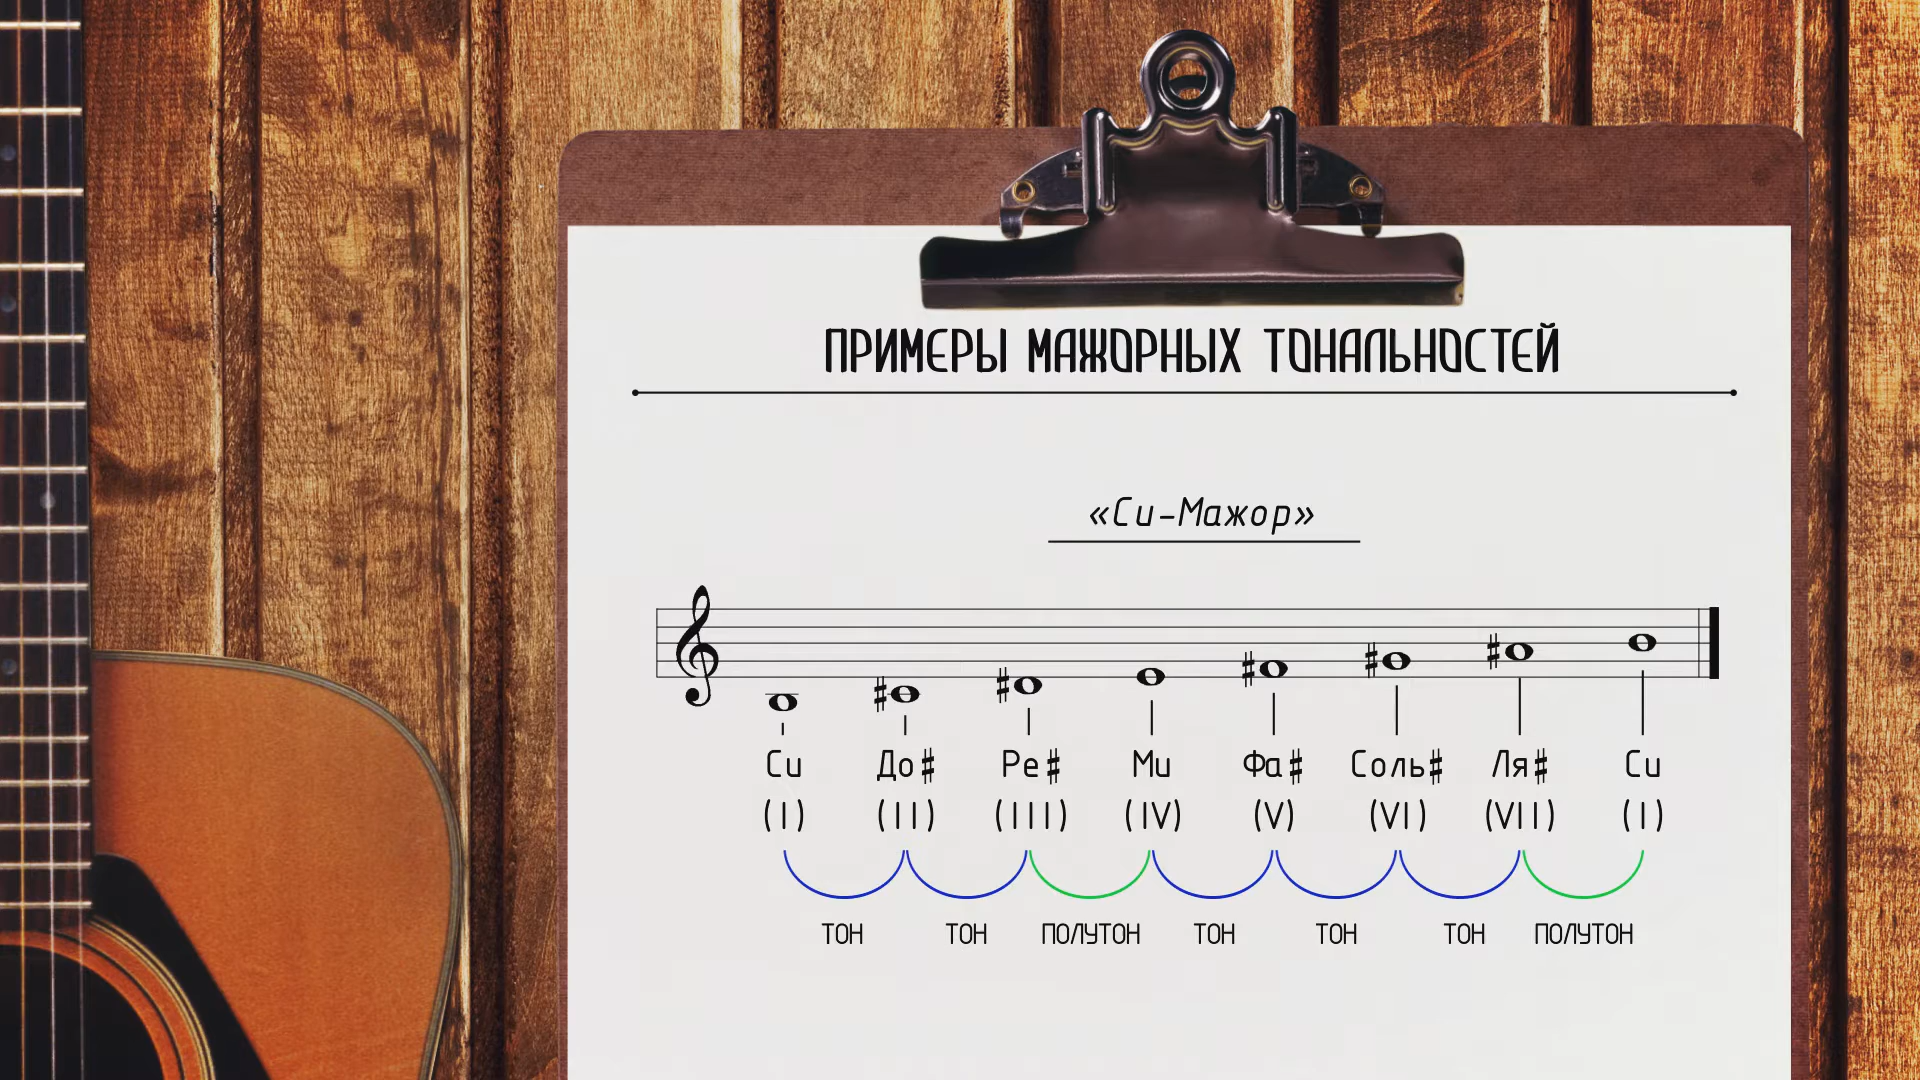 ПРИМЕРЫ МАЖОРНЫХ ТОНАЛЬНОСТЕЙ
«Си-Мажор»
Си До♯ Ре♯ Ми Фа♯ Соль♯ Ля♯ Си
(I) (II) (III) (IV) (V) (VI) (VII) (I)
ТОН ТОН ПОЛУТОН ТОН ТОН ТОН ПОЛУТОН